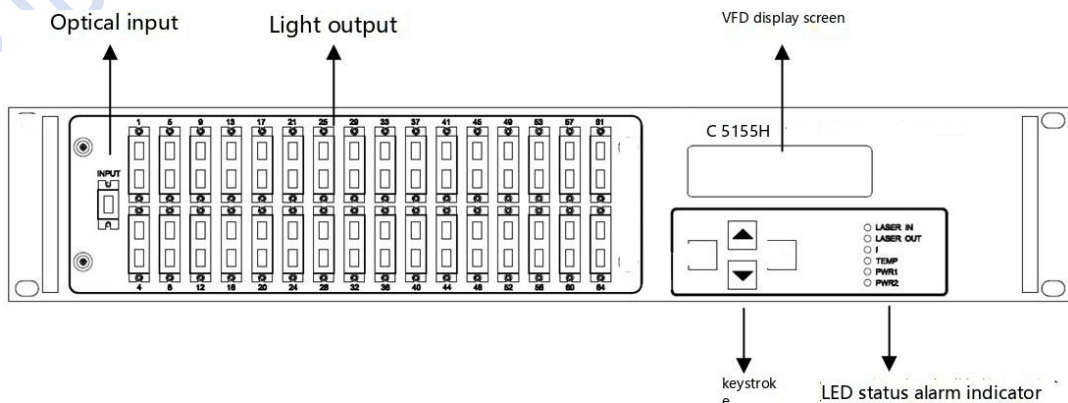 Optical input
Light output
VFD display screen
1 5 9 13 17 21 25 29 33 37 41 45 49 53 57 61
C 5155H
INPUT
LASER IN
LASER OUT
I
TEMP
PWR1
PWR2
4 8 12 16 20 24 28 32 36 40 44 48 52 56 60 64
keystrok
e
LED status alarm indicator